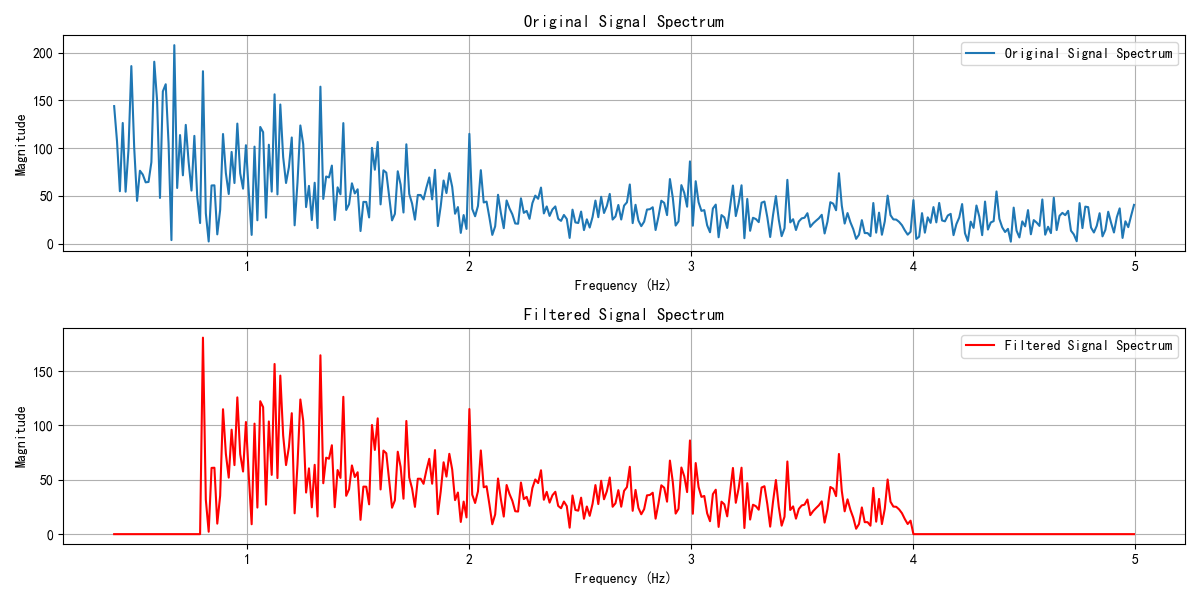 Original Signal Spectrum
Original Signal Spectrum
200
150
100
50
0
Magnitude
1
2
3
4
5
Frequency (Hz)
Filtered Signal Spectrum
Filtered Signal Spectrum
150
100
50
0
Magnitude
1
2
3
4
5
Frequency (Hz)